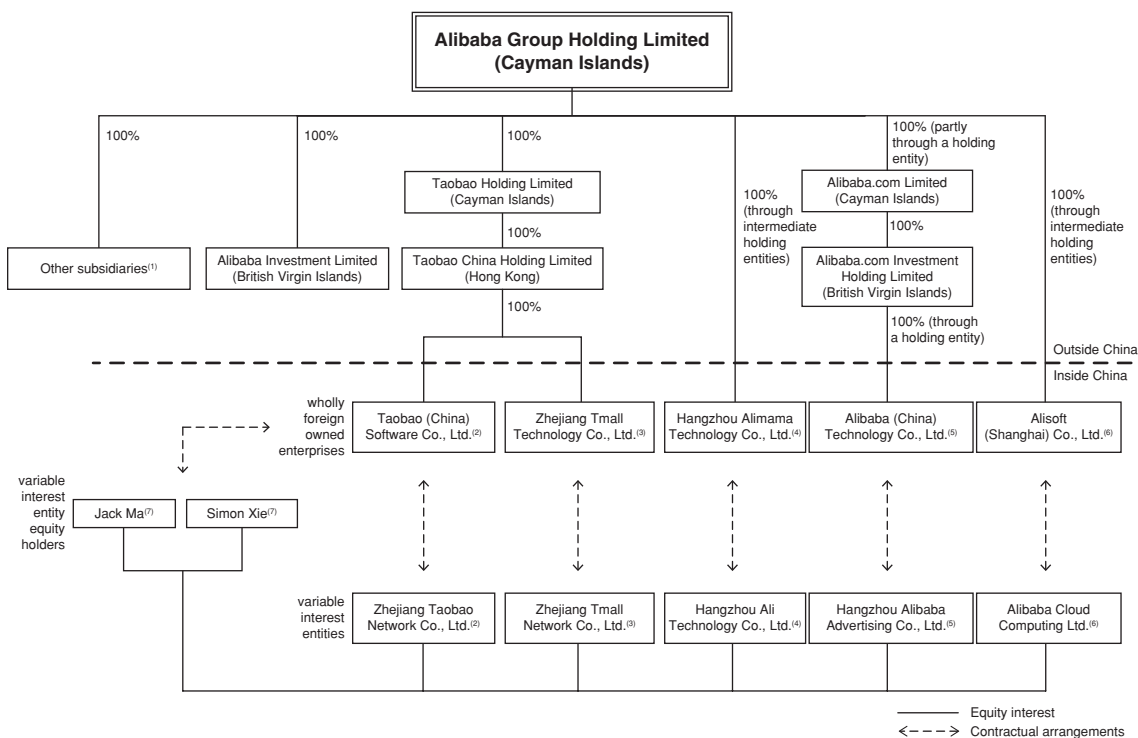 Alibaba Group Holding Limited
(Cayman Islands)
100%
100%
100%
100% (partly
through a holding
entity)
Taobao Holding Limited
(Cayman Islands)
Alibaba.com Limited
(Cayman Islands)
100%
(through
intermediate
holding
entities)
100%
(through
intermediate
holding
entities)
100%
100%
Other subsidiaries(1)
Alibaba Investment Limited
(British Virgin Islands)
Taobao China Holding Limited
(Hong Kong)
Alibaba.com Investment
Holding Limited
(British Virgin Islands)
100%
100% (through
a holding entity)
Outside China
Inside China
wholly
foreign
owned
enterprises
Taobao (China)
Software Co., Ltd.(2)
Zhejiang Tmall
Technology Co., Ltd.(3)
Hangzhou Alimama
Technology Co., Ltd.(4)
Alibaba (China)
Technology Co., Ltd.(5)
Alisoft
(Shanghai) Co., Ltd.(6)
variable
interest
entity
equity
holders
Jack Ma(7)
Simon Xie(7)
variable
interest
entities
Zhejiang Taobao
Network Co., Ltd.(2)
Zhejiang Tmall
Network Co., Ltd.(3)
Hangzhou Ali
Technology Co., Ltd.(4)
Hangzhou Alibaba
Advertising Co., Ltd.(5)
Alibaba Cloud
Computing Ltd.(6)
Equity interest
Contractual arrangements